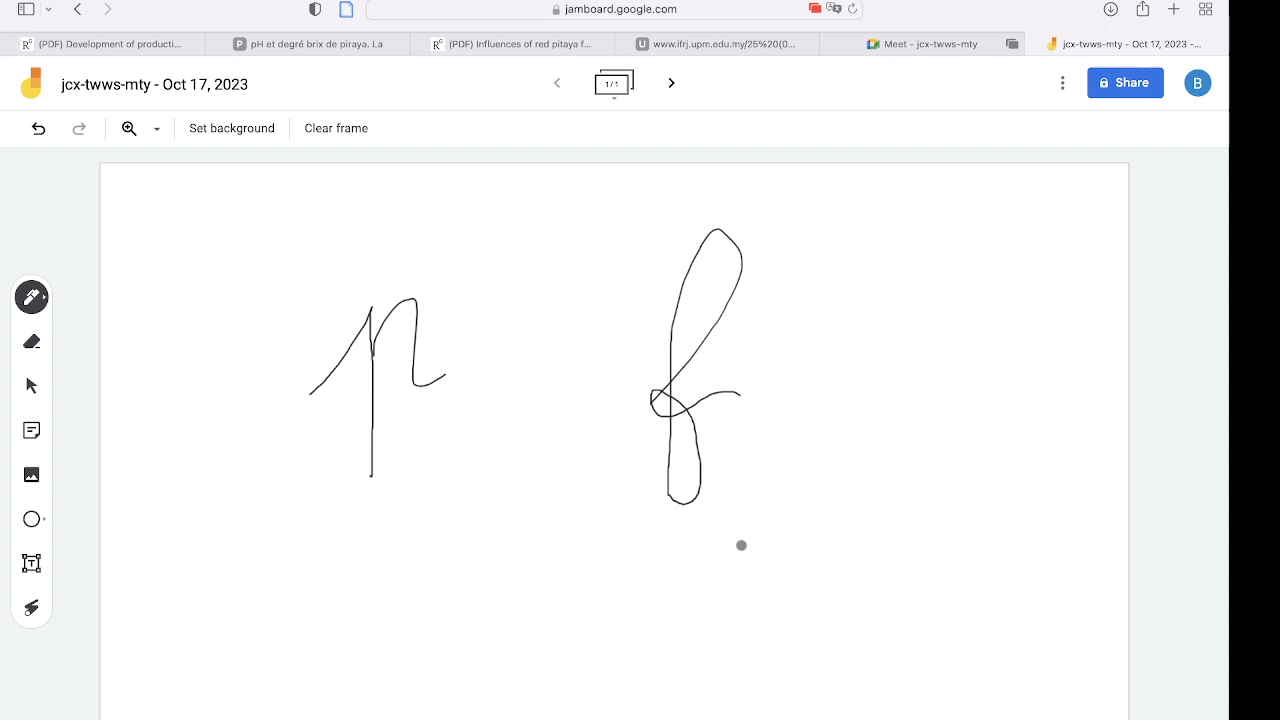 jamboard.google.com
(PDF) Development of producti... pH et degré brix de piraya. La (PDF) Influences of red pitaya f... www.ifrj.upm.edu.my/25%20(0... Meet - jcx-twws-mty jcx-twws-mty - Oct 17, 2023 -...
jcx-twws-mty - Oct 17, 2023 1/1 Share B
Set background Clear frame
p f